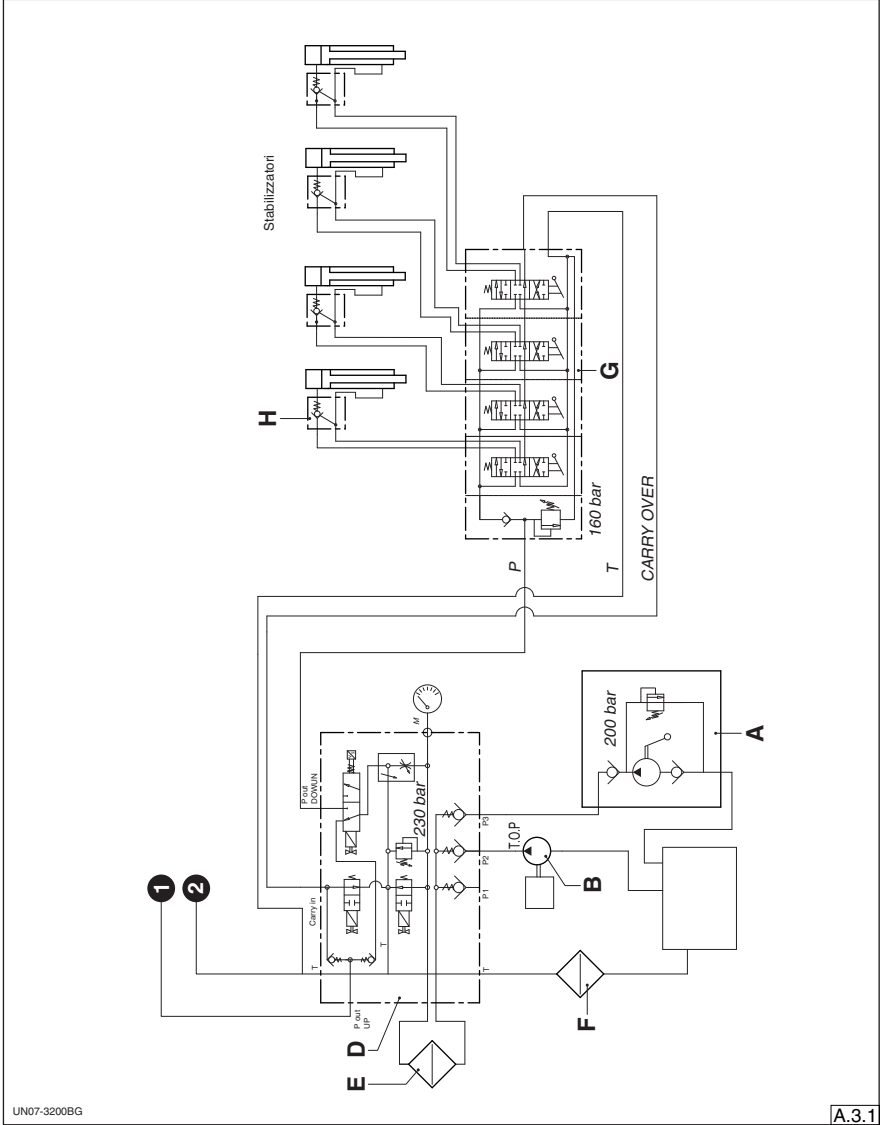 Stabilizzatori
H
G
160 bar
P
T
CARRY OVER
1
2
P out
DOWUN
M
230 bar
Carry in
T
T
P out
UP
D
E
T
P1
P2
P3
T.O.P
B
F
200 bar
A
UN07-3200BG
A.3.1